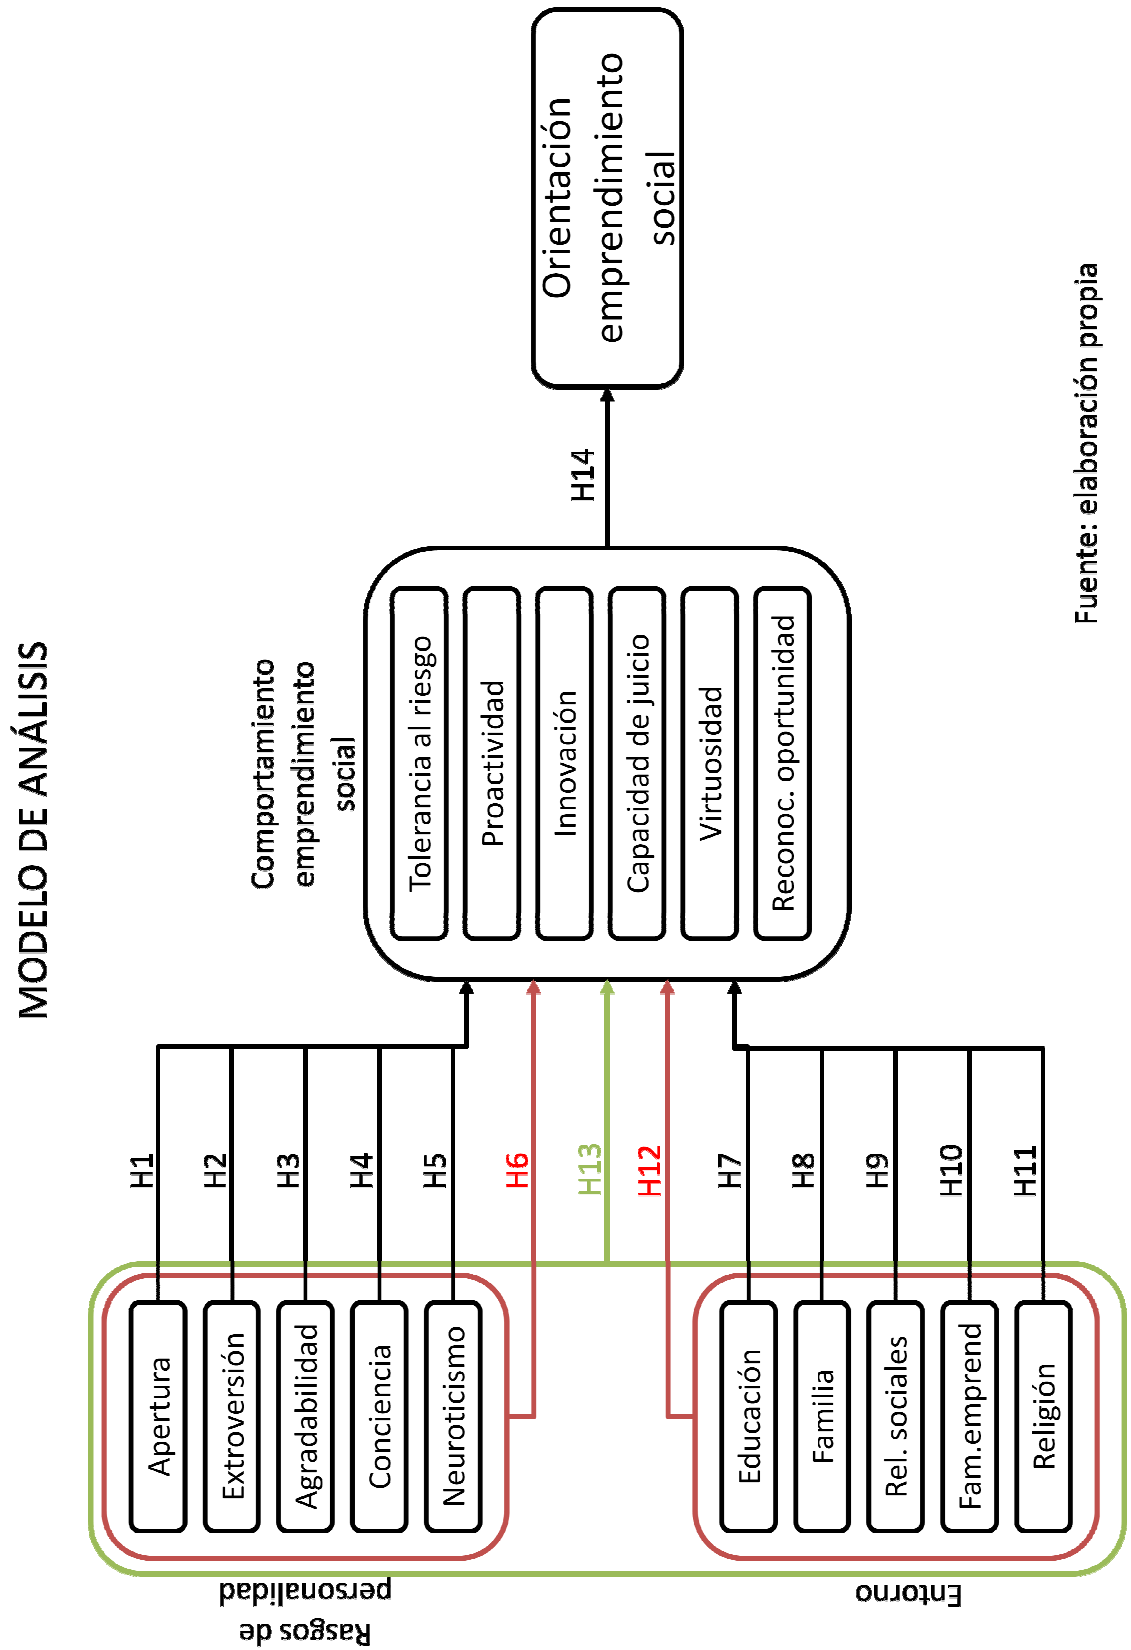 MODELO DE ANÁLISIS
Rasgos de
personalidad
Apertura
Extroversión
Agradabilidad
Conciencia
Neuroticismo
Entorno
Educación
Familia
Rel. sociales
Fam.emprend
Religión
H1
H2
H3
H4
H5
H6
H13
H12
H7
H8
H9
H10
H11
Comportamiento
emprendimiento
social
Tolerancia al riesgo
Proactividad
Innovación
Capacidad de juicio
Virtuosidad
Reconoc. oportunidad
H14
Orientación
emprendimiento
social
Fuente: elaboración propia